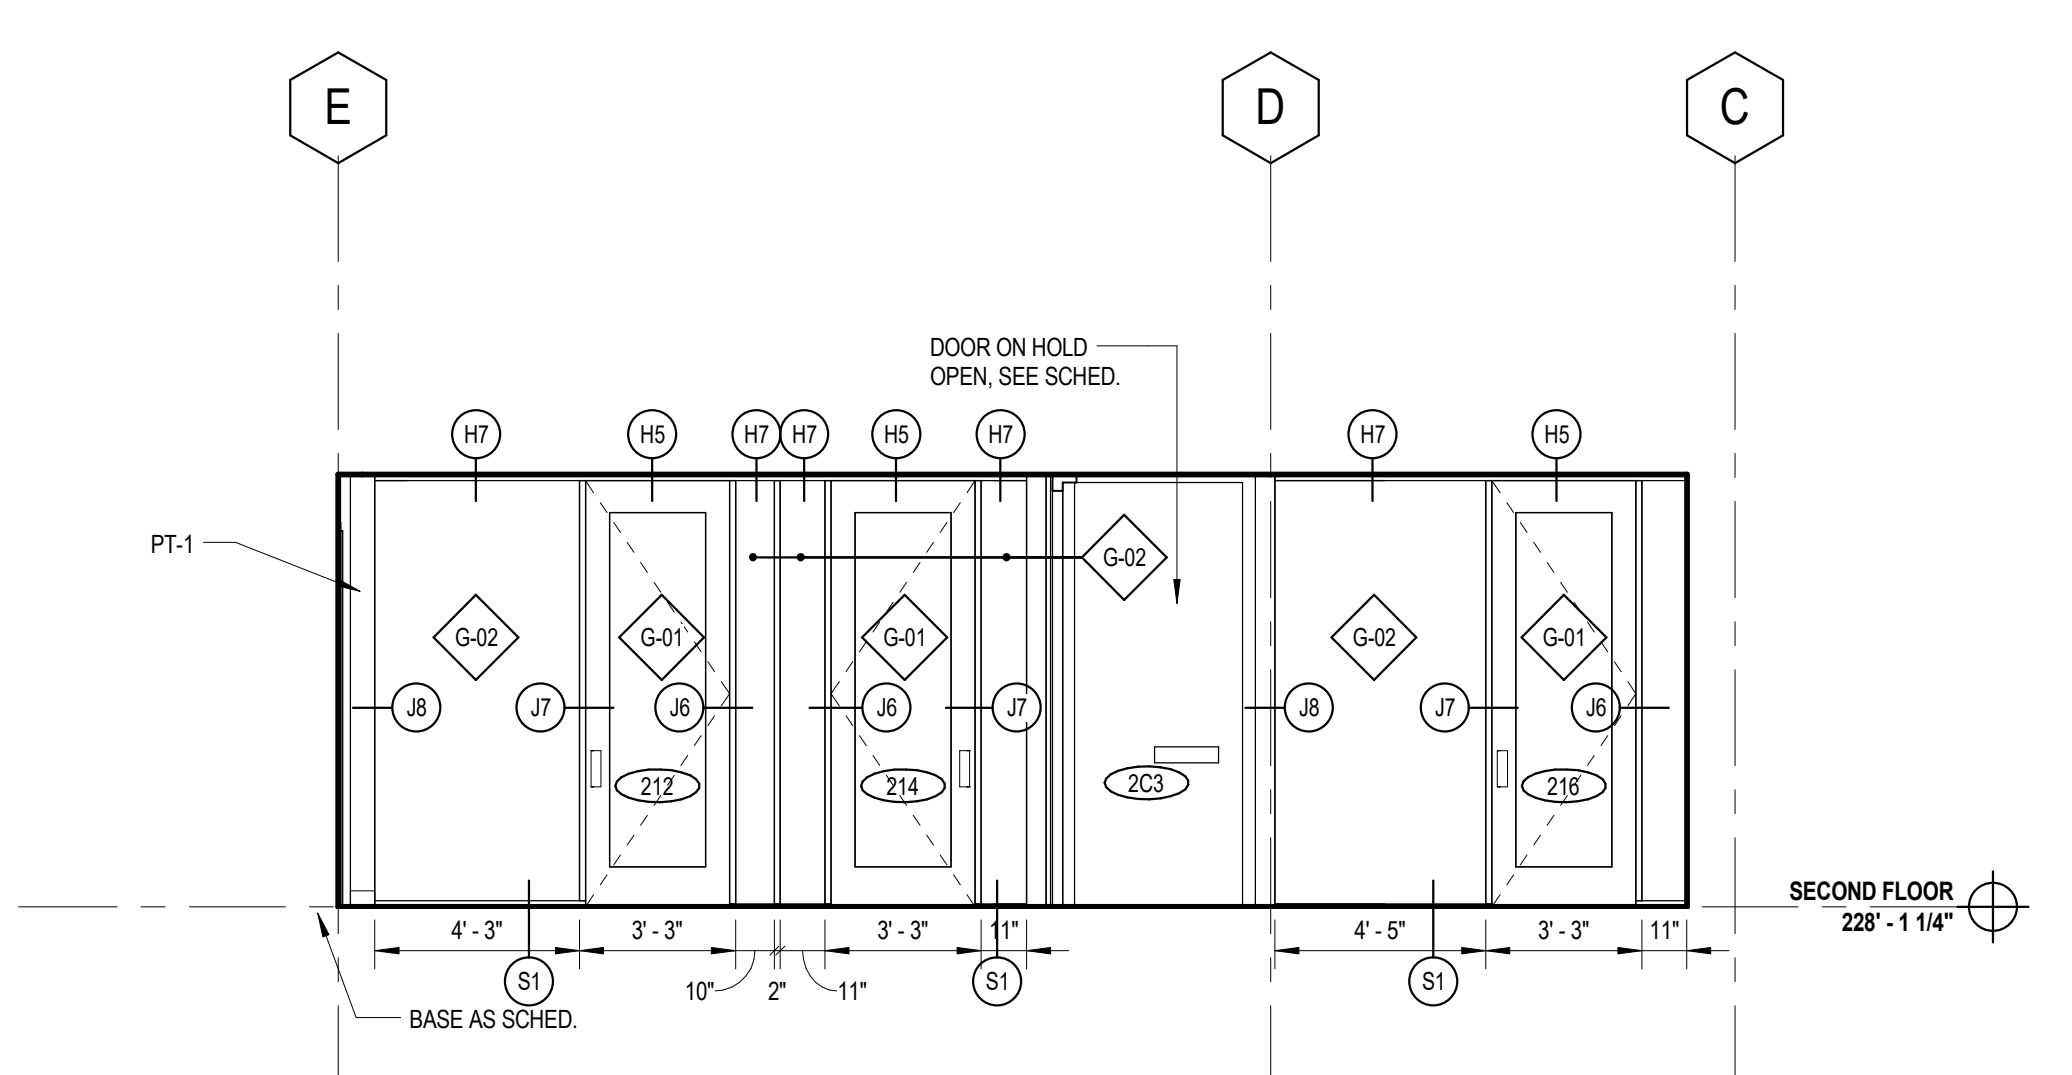 E
D
C
DOOR ON HOLD
OPEN, SEE SCHED.
H7
H5
H7
H7
H5
H7
H7
H5
PT-1
G-02
G-02
G-01
G-01
G-02
G-01
J8
J7
J6
J6
J7
J8
J7
J6
212
214
2C3
216
SECOND FLOOR
228' - 1 1/4"
4' - 3"
3' - 3"
3' - 3"
11"
4' - 5"
3' - 3"
11"
S1
10"
2"
11"
S1
S1
BASE AS SCHED.